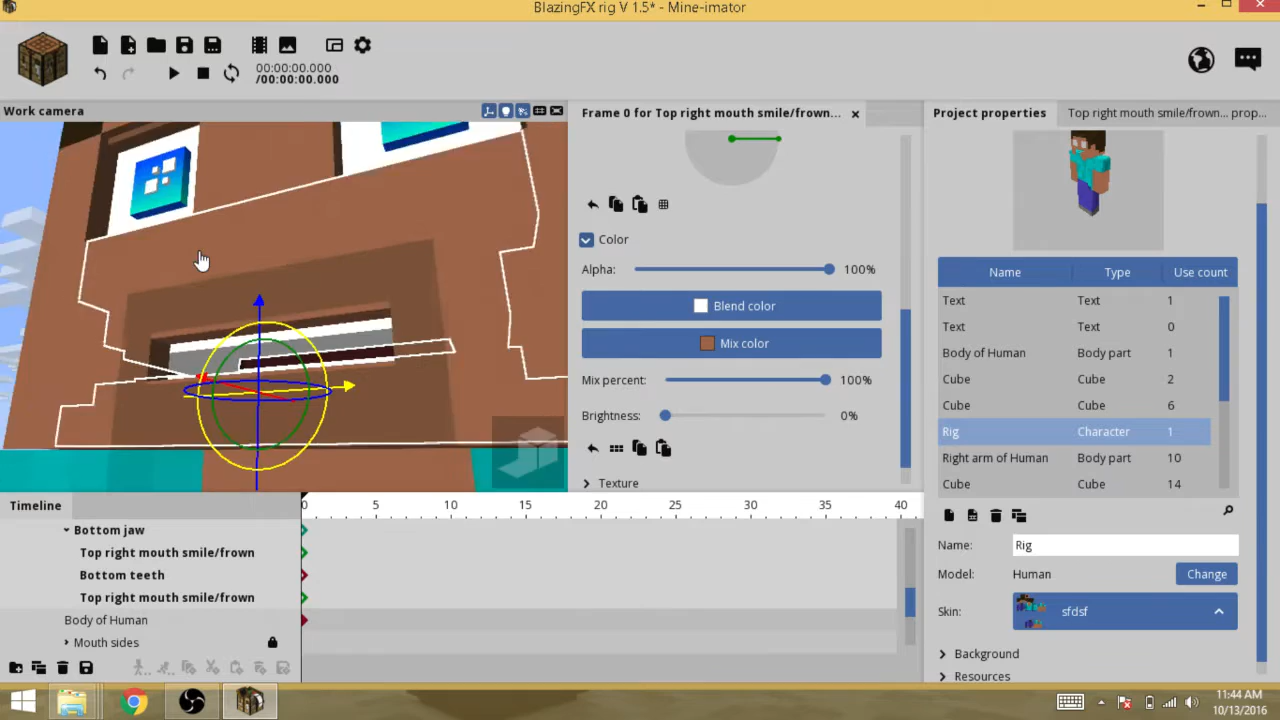 BlazingFX rig V 1.5* - Mine-imator
00:00:00.000
/00:00:00.000
Work camera
Frame 0 for Top right mouth smile/frown...
Color
Alpha:
100%
Blend color
Mix color
Mix percent:
100%
Brightness:
0%
Texture
Project properties
Top right mouth smile/frown... prop...
Name Type Use count
Text Text 1
Text Text 0
Body of Human Body part 1
Cube Cube 2
Cube Cube 6
Rig Character 1
Right arm of Human Body part 10
Cube Cube 14
Name: Rig
Model: Human Change
Skin: sfdsf
Background
Resources
Timeline
0 5 10 15 20 25 30 35 40
Bottom jaw
Top right mouth smile/frown
Bottom teeth
Top right mouth smile/frown
Body of Human
Mouth sides
11:44 AM
10/13/2016